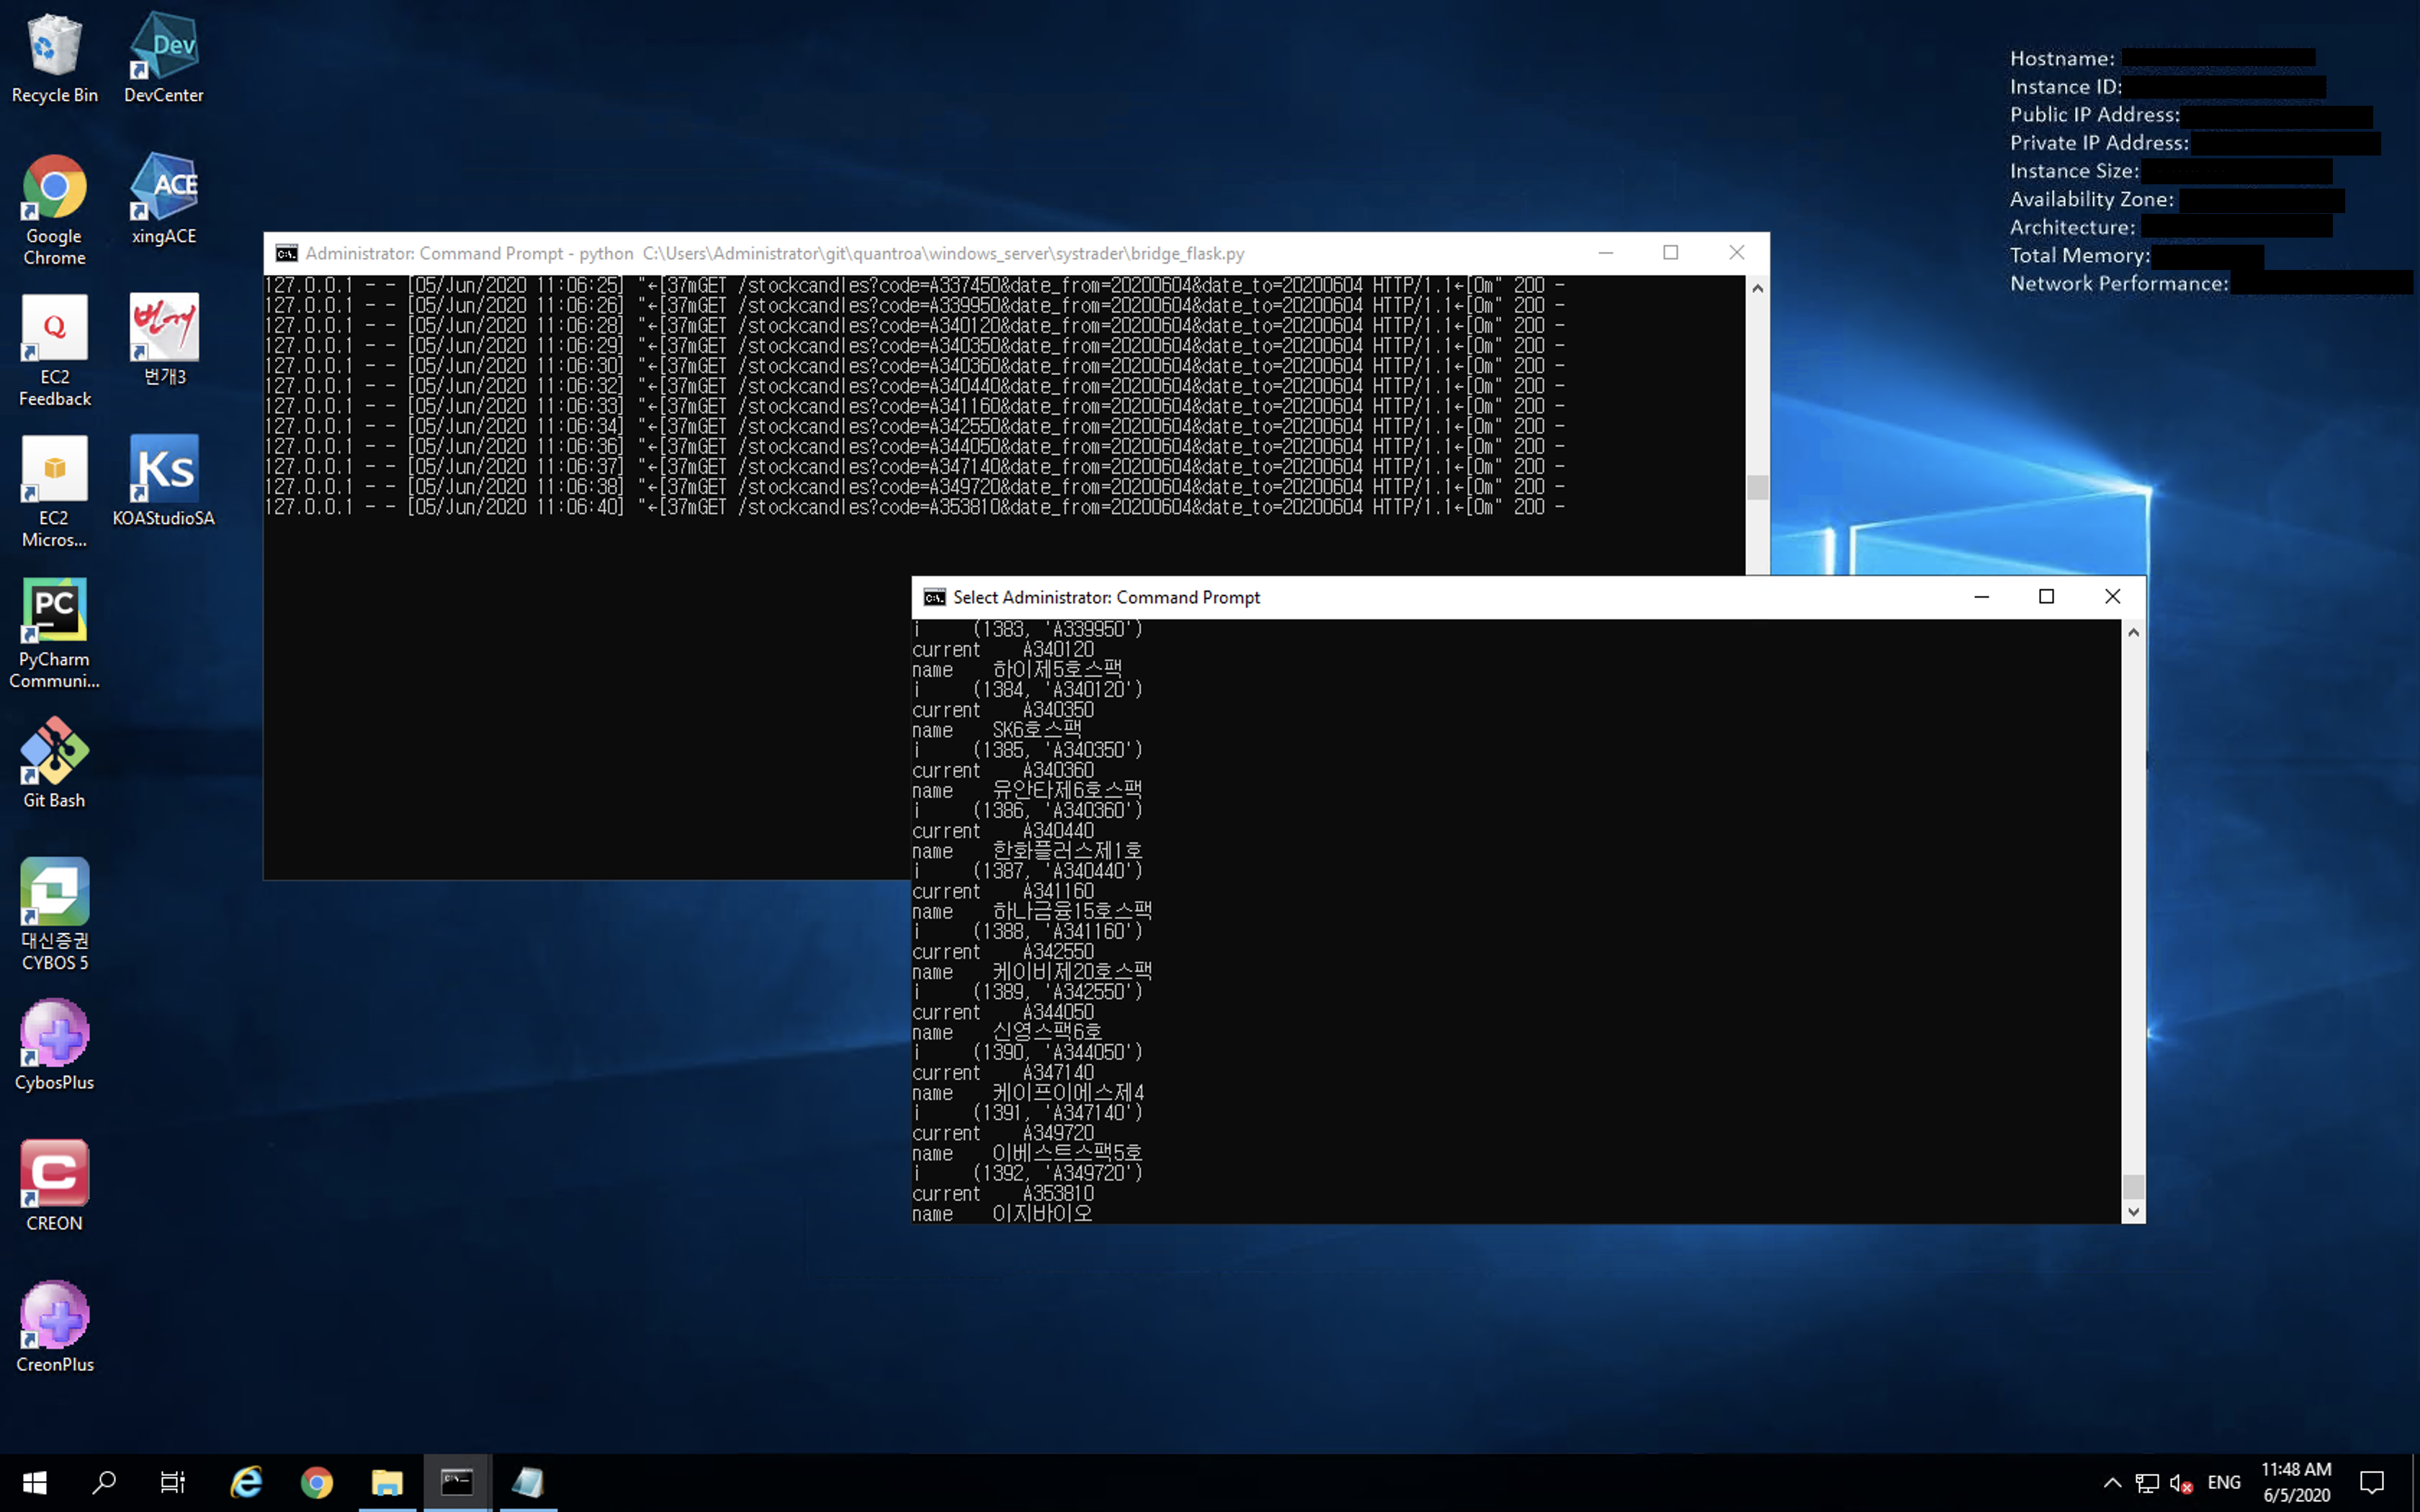 Recycle Bin
DevCenter
Dev
Google
Chrome
ACE
xingACE
Q
EC2
Feedback
번개3
번개3
EC2
Micros...
Ks
KOAStudioSA
PC
PyCharm
Communi...
Git Bash
대신증권
CYBOS 5
CybosPlus
C
CREON
CreonPlus
Hostname:
Instance ID:
Public IP Address:
Private IP Address:
Instance Size:
Availability Zone:
Architecture:
Total Memory:
Network Performance:
Administrator: Command Prompt - python  C:\Users\Administrator\git\quantroa\windows_server\systrader\bridge_flask.py
127.0.0.1 - - [05/Jun/2020 11:06:25] "←[37mGET /stockcandles?code=A337450&date_from=20200604&date_to=20200604 HTTP/1.1←[0m" 200 -
127.0.0.1 - - [05/Jun/2020 11:06:26] "←[37mGET /stockcandles?code=A339950&date_from=20200604&date_to=20200604 HTTP/1.1←[0m" 200 -
127.0.0.1 - - [05/Jun/2020 11:06:28] "←[37mGET /stockcandles?code=A340120&date_from=20200604&date_to=20200604 HTTP/1.1←[0m" 200 -
127.0.0.1 - - [05/Jun/2020 11:06:29] "←[37mGET /stockcandles?code=A340350&date_from=20200604&date_to=20200604 HTTP/1.1←[0m" 200 -
127.0.0.1 - - [05/Jun/2020 11:06:30] "←[37mGET /stockcandles?code=A340360&date_from=20200604&date_to=20200604 HTTP/1.1←[0m" 200 -
127.0.0.1 - - [05/Jun/2020 11:06:32] "←[37mGET /stockcandles?code=A340440&date_from=20200604&date_to=20200604 HTTP/1.1←[0m" 200 -
127.0.0.1 - - [05/Jun/2020 11:06:33] "←[37mGET /stockcandles?code=A341160&date_from=20200604&date_to=20200604 HTTP/1.1←[0m" 200 -
127.0.0.1 - - [05/Jun/2020 11:06:34] "←[37mGET /stockcandles?code=A342550&date_from=20200604&date_to=20200604 HTTP/1.1←[0m" 200 -
127.0.0.1 - - [05/Jun/2020 11:06:36] "←[37mGET /stockcandles?code=A344050&date_from=20200604&date_to=20200604 HTTP/1.1←[0m" 200 -
127.0.0.1 - - [05/Jun/2020 11:06:37] "←[37mGET /stockcandles?code=A347140&date_from=20200604&date_to=20200604 HTTP/1.1←[0m" 200 -
127.0.0.1 - - [05/Jun/2020 11:06:38] "←[37mGET /stockcandles?code=A349720&date_from=20200604&date_to=20200604 HTTP/1.1←[0m" 200 -
127.0.0.1 - - [05/Jun/2020 11:06:40] "←[37mGET /stockcandles?code=A353810&date_from=20200604&date_to=20200604 HTTP/1.1←[0m" 200 -
Select Administrator: Command Prompt
i (1383, 'A339950')
current A340120
name 하이제5호스팩
i (1384, 'A340120')
current A340350
name SK6호스팩
i (1385, 'A340350')
current A340360
name 유안타제6호스팩
i (1386, 'A340360')
current A340440
name 한화플러스제1호
i (1387, 'A340440')
current A341160
name 하나금융15호스팩
i (1388, 'A341160')
current A342550
name 케이비제20호스팩
i (1389, 'A342550')
current A344050
name 신영스팩6호
i (1390, 'A344050')
current A347140
name 케이프이에스제4
i (1391, 'A347140')
current A349720
name 이베스트스팩5호
i (1392, 'A349720')
current A353810
name 이지바이오
ENG
11:48 AM
6/5/2020